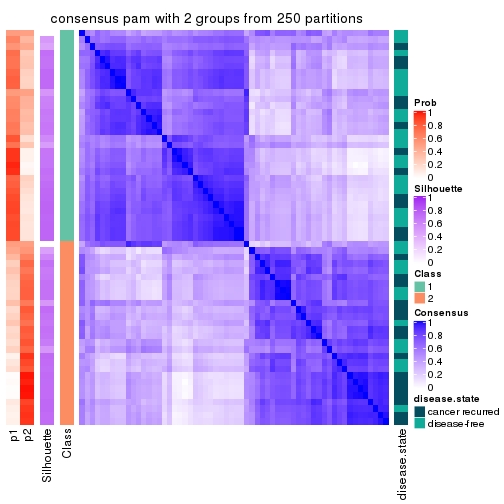 consensus pam with 2 groups from 250 partitions
Prob
1
0.8
0.6
0.4
0.2
0
Silhouette
1
0.8
0.6
0.4
0.2
0
Class
1
2
Consensus
1
0.8
0.6
0.4
0.2
0
disease.state
cancer recurred
disease-free
p1
p2
Silhouette
Class
disease.state